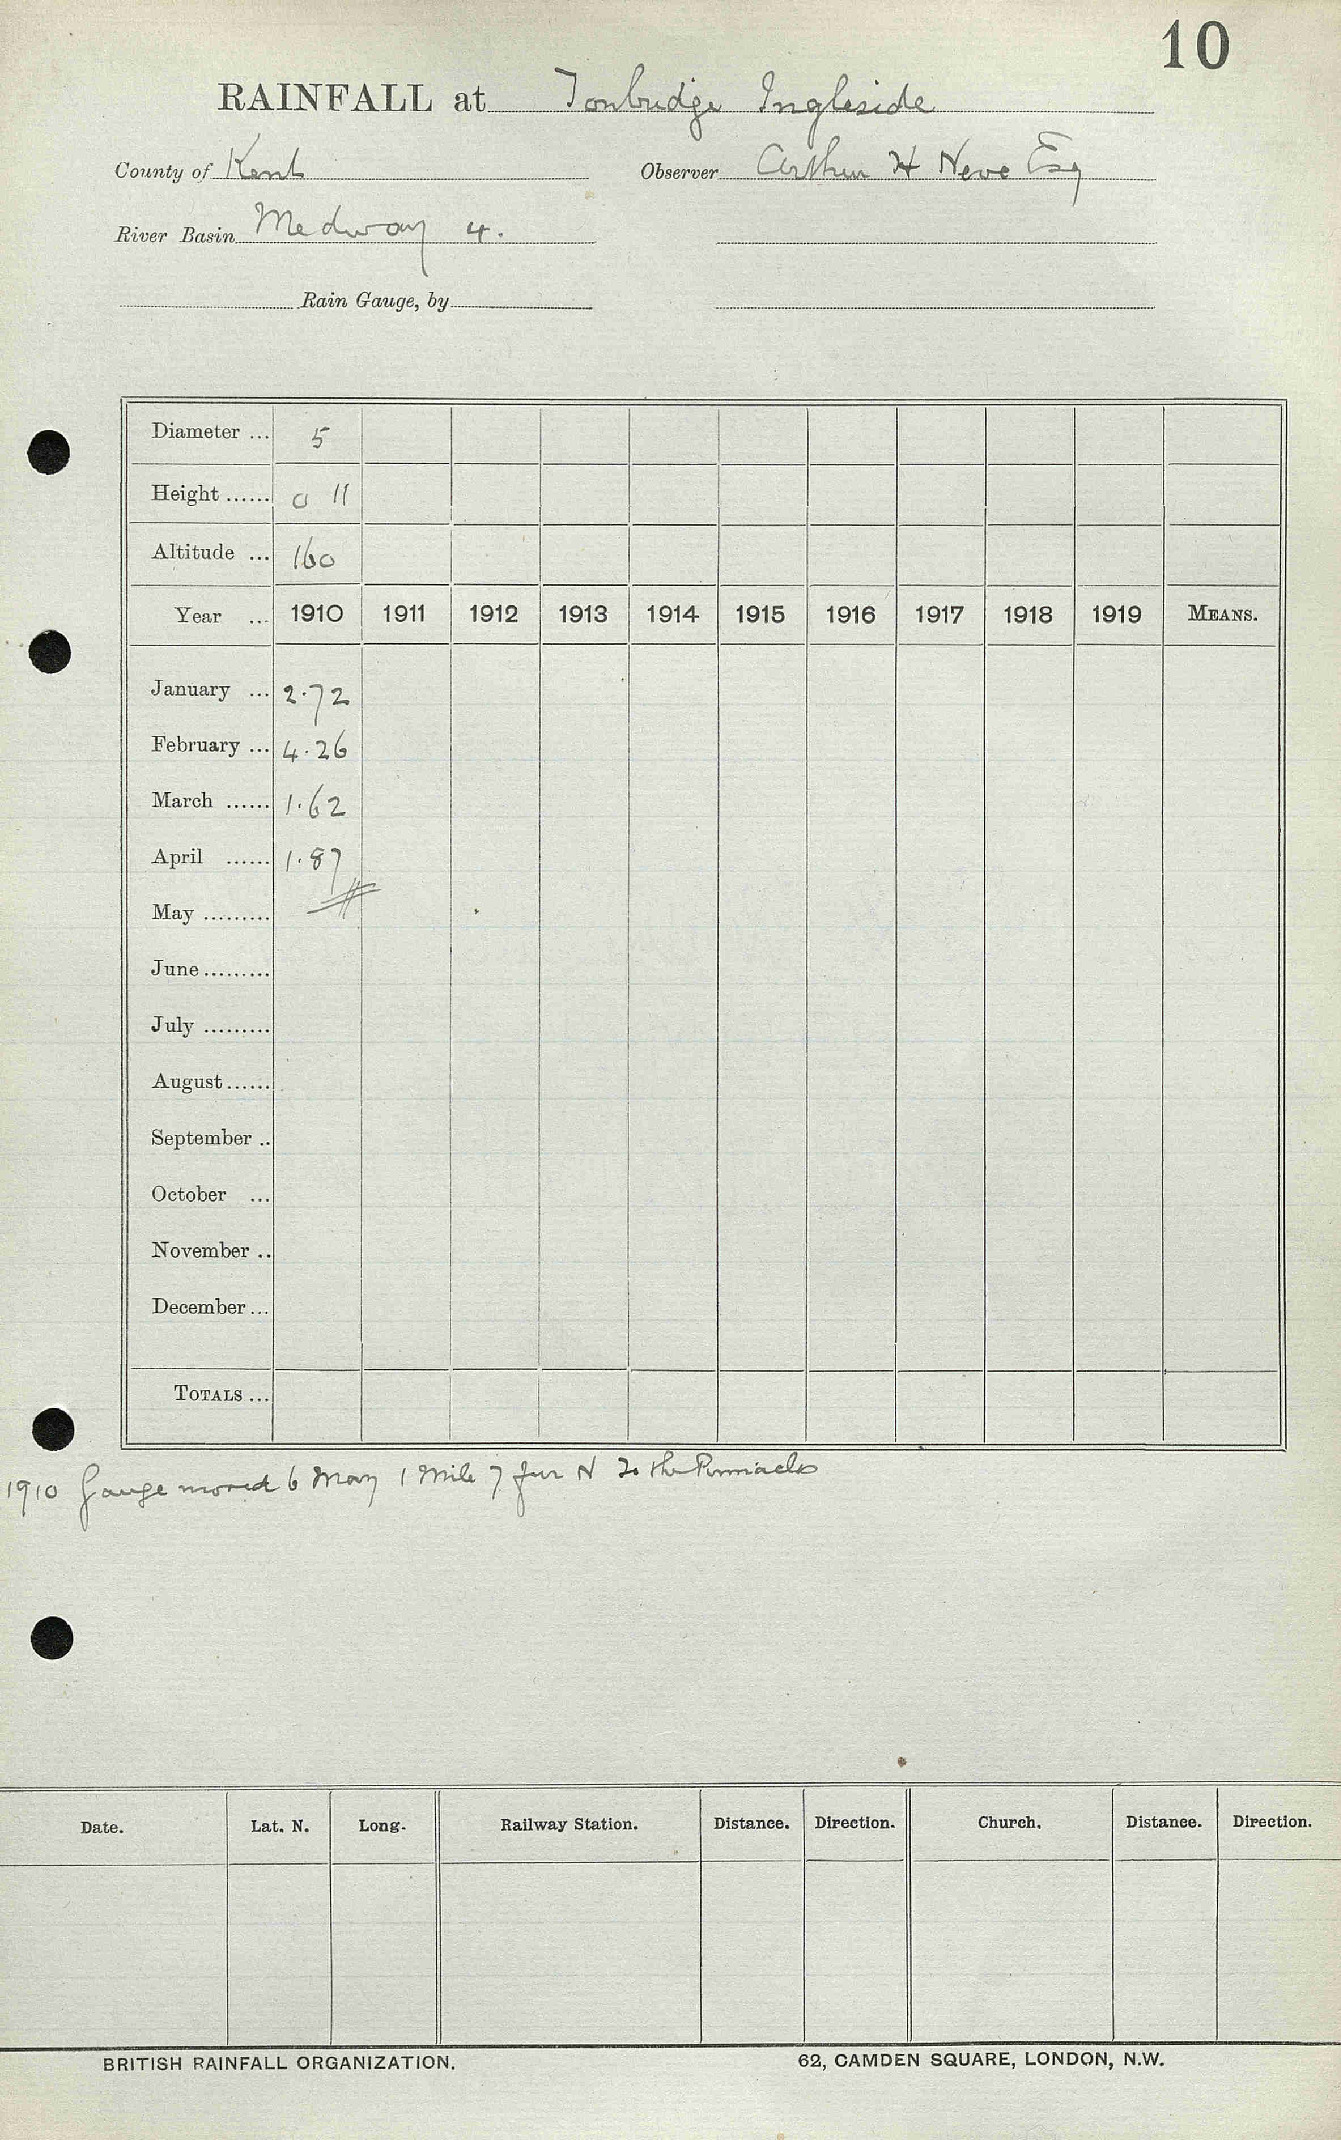 10
RAINFALL at Tonbridge Ingleside
County of Kent Observer Arthur H Neve Esq
River Basin Medway 4.
Rain Gauge, by
Diameter ... 5
Height ...... 0 11
Altitude ... 160
Year ... 1910 1911 1912 1913 1914 1915 1916 1917 1918 1919 MEANS.
January ... 2.72
February ... 4.26
March ...... 1.62
April ...... 1.87
May .........
June .........
July .........
August ......
September ..
October ...
November ..
December ...
TOTALS ...
1910 Gauge moved 6 May 1 Mile 7 fur N to the Pinnacles
Date. Lat. N. Long. Railway Station. Distance. Direction. Church. Distance. Direction.
BRITISH RAINFALL ORGANIZATION. 62, CAMDEN SQUARE, LONDON, N.W.